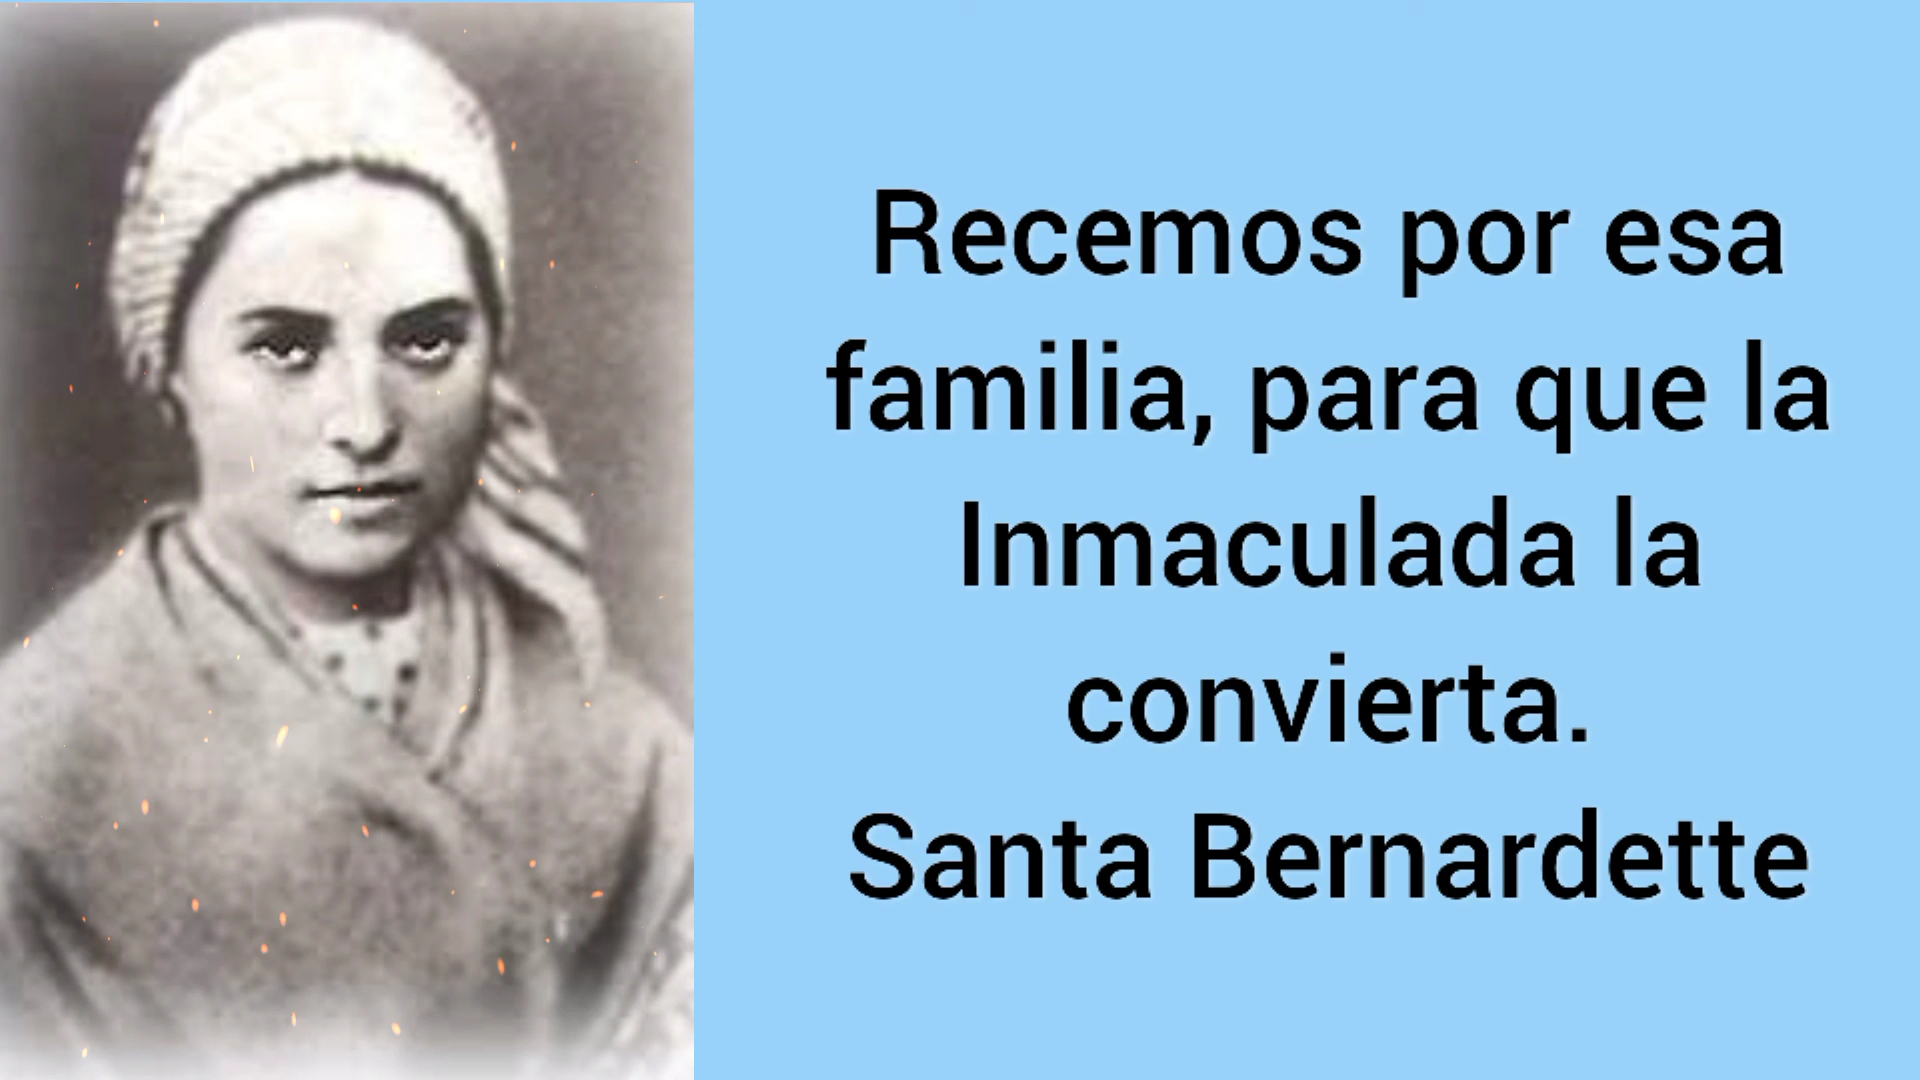 Recemos por esa
familia, para que la
Inmaculada la
convierta.
Santa Bernardette